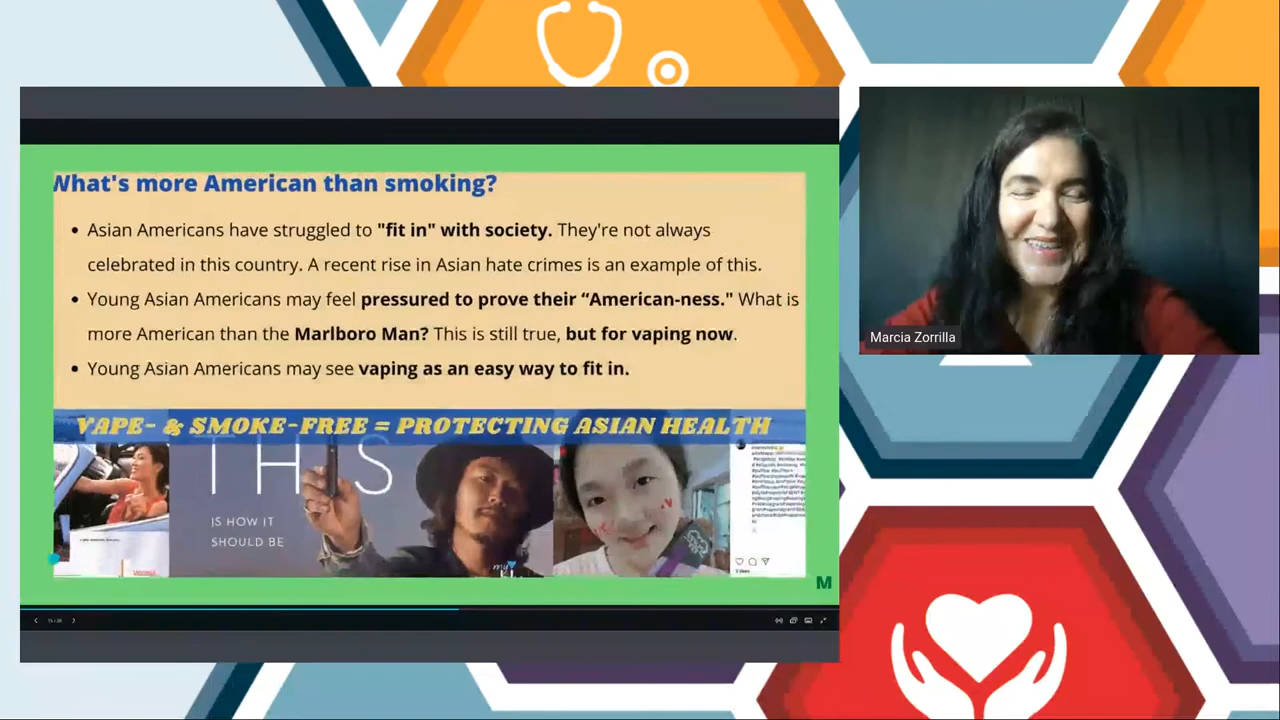 What's more American than smoking?
Asian Americans have struggled to "fit in" with society. They're not always
celebrated in this country. A recent rise in Asian hate crimes is an example of this.
Young Asian Americans may feel pressured to prove their “American-ness." What is
more American than the Marlboro Man? This is still true, but for vaping now.
Young Asian Americans may see vaping as an easy way to fit in.
VAPE- & SMOKE-FREE = PROTECTING ASIAN HEALTH
THIS
IS HOW IT
SHOULD BE
my
M
Marcia Zorrilla